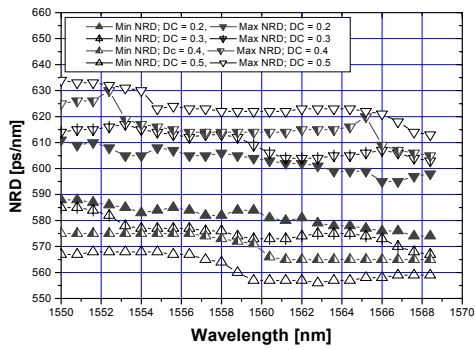 660
650
640
630
620
610
600
590
580
570
560
550
NRD [ps/nm]
Min NRD; DC = 0.2, Max NRD; DC = 0.2
Min NRD; DC = 0.3, Max NRD; DC = 0.3
Min NRD; DC = 0.4, Max NRD; DC = 0.4
Min NRD; DC = 0.5, Max NRD; DC = 0.5
1550 1552 1554 1556 1558 1560 1562 1564 1566 1568 1570
Wavelength [nm]